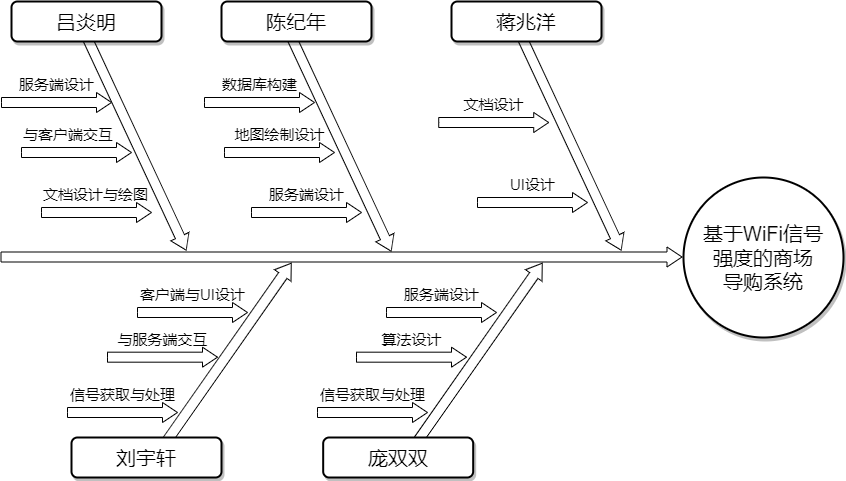 吕炎明
陈纪年
蒋兆洋
服务端设计
与客户端交互
文档设计与绘图
数据库构建
地图绘制设计
服务端设计
文档设计
UI设计
基于WiFi信号
强度的商场
导购系统
客户端与UI设计
与服务端交互
信号获取与处理
服务端设计
算法设计
信号获取与处理
刘宇轩
庞双双